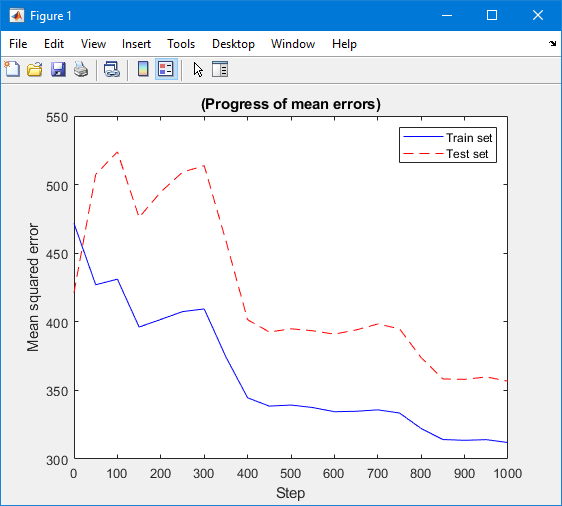 Figure 1
File Edit View Insert Tools Desktop Window Help
(Progress of mean errors)
550
500
450
400
350
300
Mean squared error
Train set
Test set
0 100 200 300 400 500 600 700 800 900 1000
Step